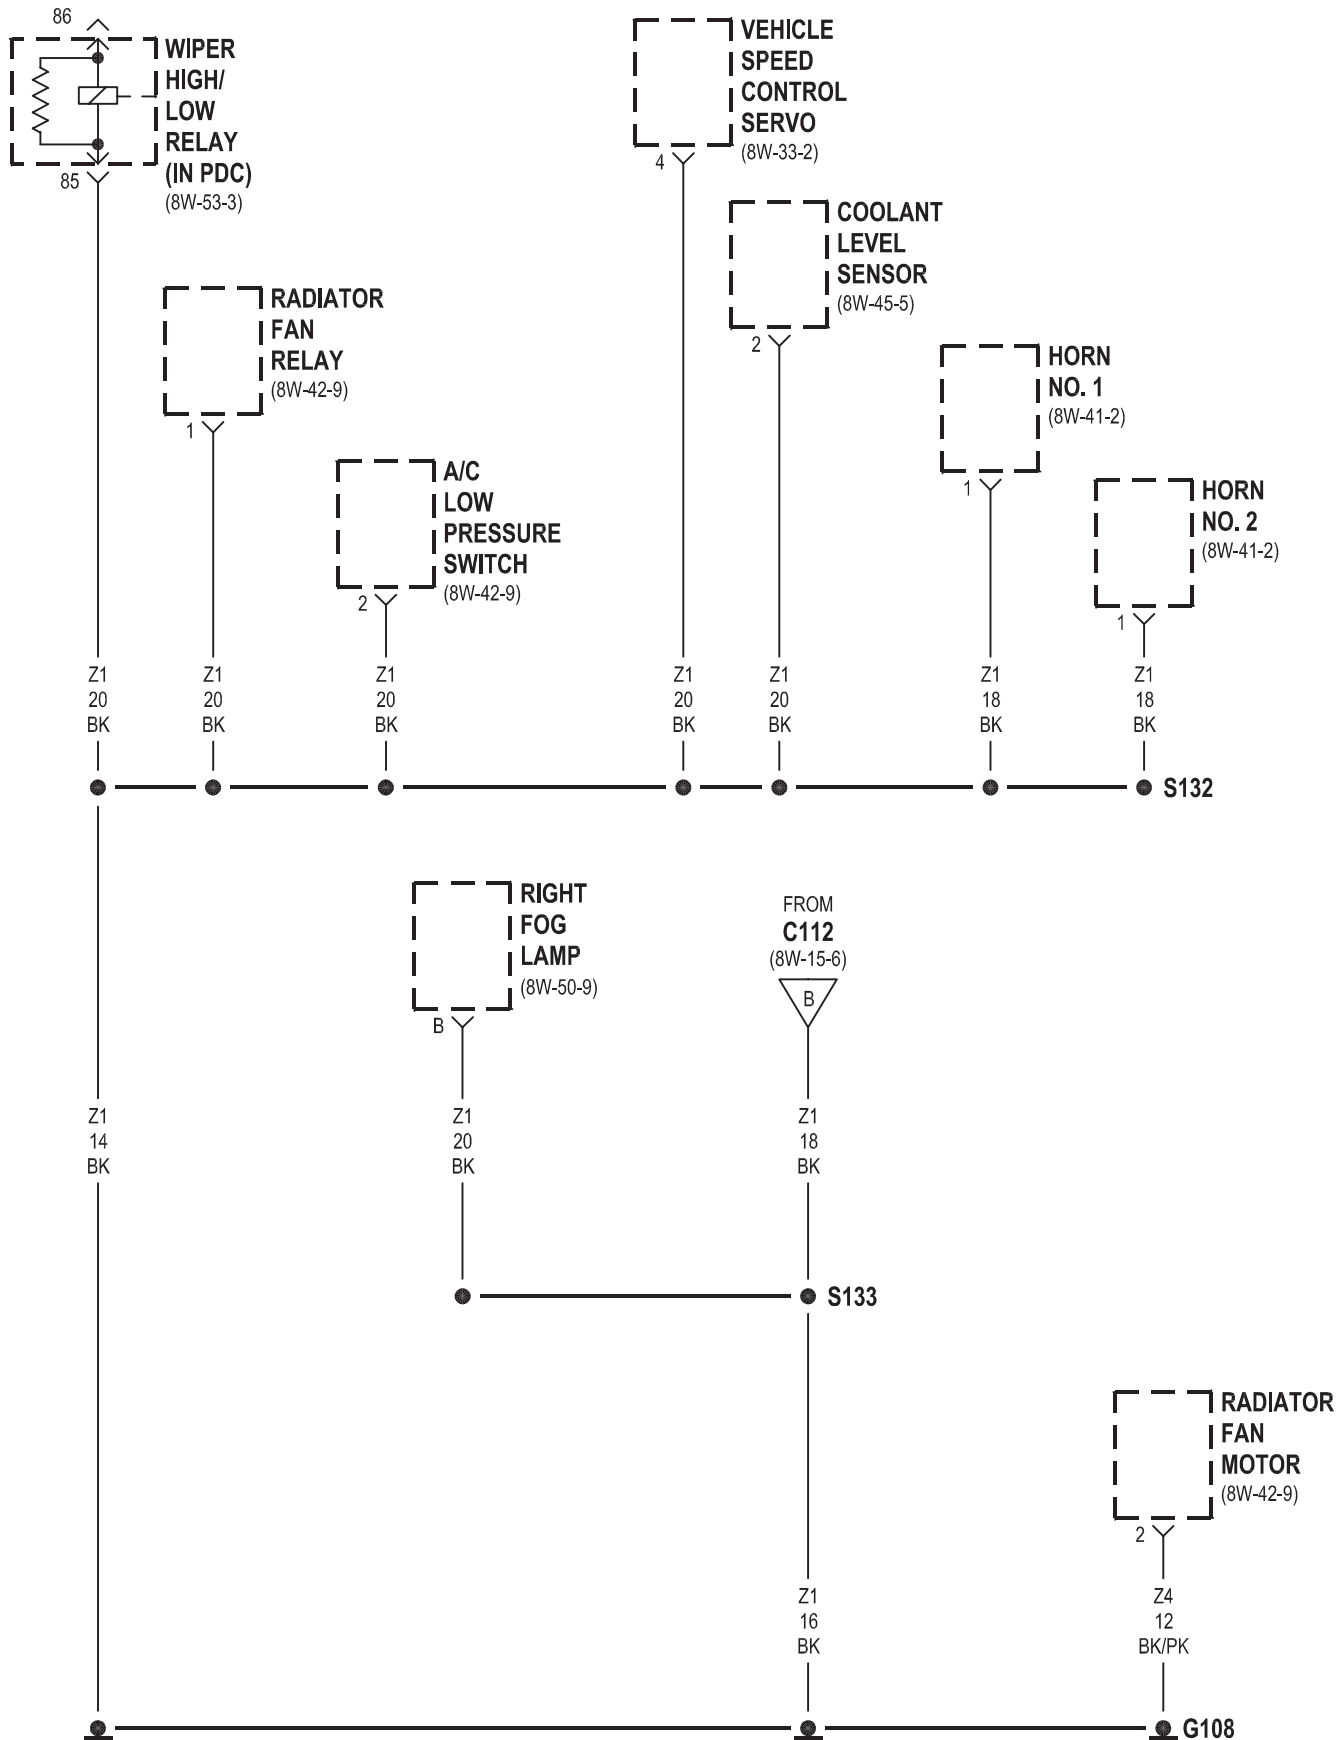 86
WIPER
HIGH/
LOW
RELAY
(IN PDC)
(8W-53-3)
85
VEHICLE
SPEED
CONTROL
SERVO
(8W-33-2)
4
COOLANT
LEVEL
SENSOR
(8W-45-5)
2
RADIATOR
FAN
RELAY
(8W-42-9)
1
HORN
NO. 1
(8W-41-2)
1
A/C
LOW
PRESSURE
SWITCH
(8W-42-9)
2
HORN
NO. 2
(8W-41-2)
1
Z1 Z1 Z1 Z1 Z1 Z1 Z1
20 20 20 20 20 18 18
BK BK BK BK BK BK BK
S132
RIGHT
FOG
LAMP
(8W-50-9)
B
FROM
C112
(8W-15-6)
B
Z1 Z1 Z1
14 20 18
BK BK BK
S133
RADIATOR
FAN
MOTOR
(8W-42-9)
2
Z1 Z4
16 12
BK BK/PK
G108